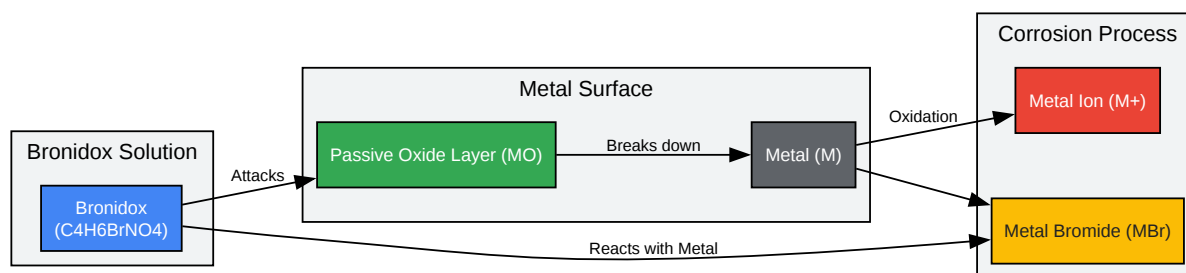 Bronidox Solution
Bronidox
(C4H6BrNO4)
Attacks
Metal Surface
Passive Oxide Layer (MO)
Breaks down
Metal (M)
Reacts with Metal
Oxidation
Corrosion Process
Metal Ion (M+)
Metal Bromide (MBr)